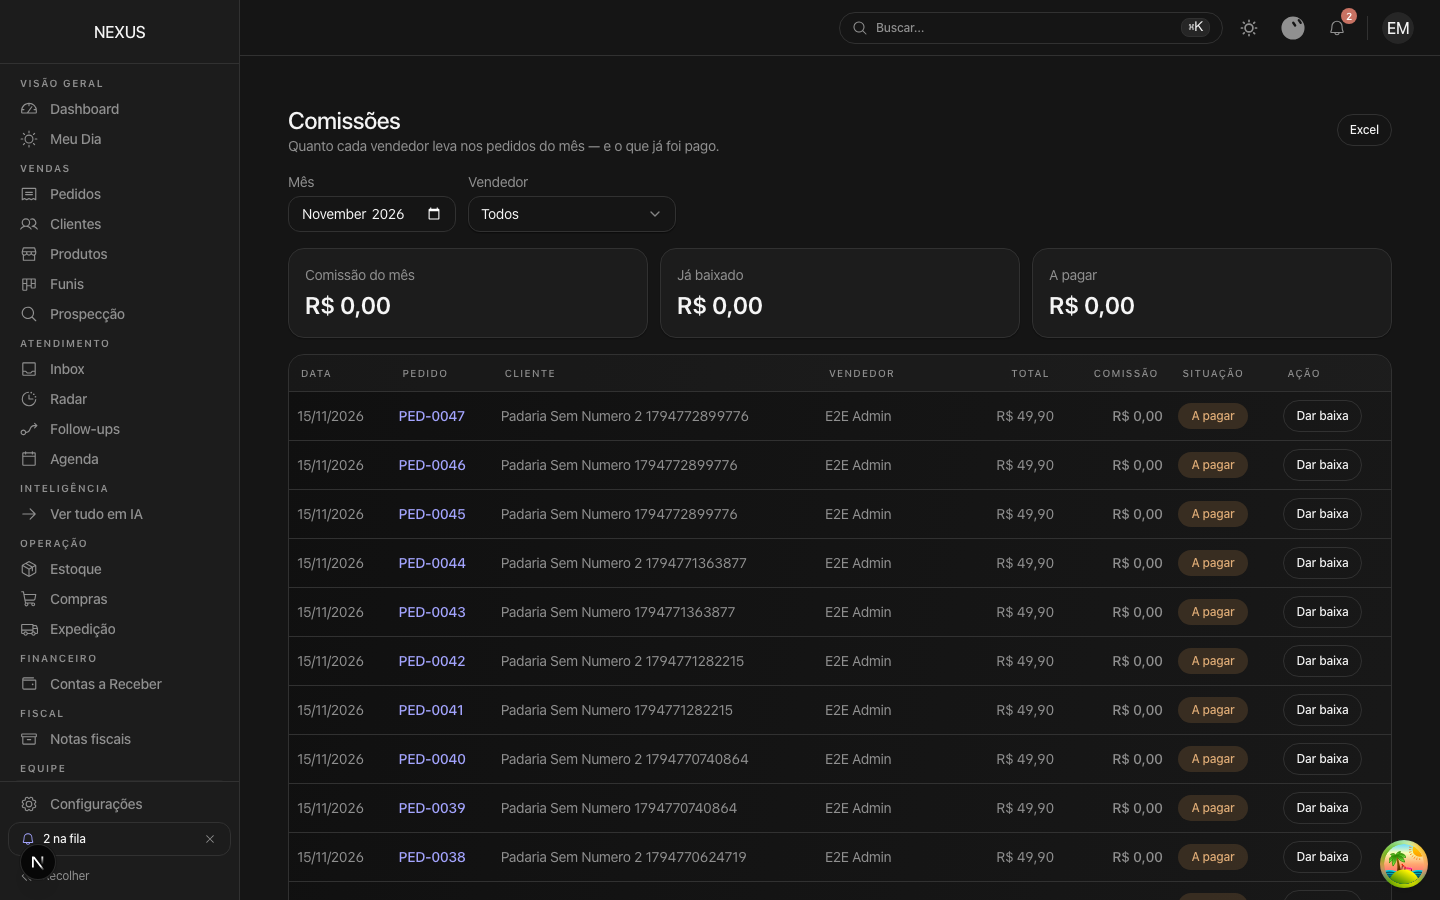 NEXUS
Buscar...
⌘K
2
EM
VISÃO GERAL
Dashboard
Meu Dia
VENDAS
Pedidos
Clientes
Produtos
Funis
Prospecção
ATENDIMENTO
Inbox
Radar
Follow-ups
Agenda
INTELIGÊNCIA
Ver tudo em IA
OPERAÇÃO
Estoque
Compras
Expedição
FINANCEIRO
Contas a Receber
FISCAL
Notas fiscais
EQUIPE
Configurações
2 na fila
N
Comissões
Quanto cada vendedor leva nos pedidos do mês — e o que já foi pago.
Excel
Mês Vendedor
November 2026 Todos
Comissão do mês
R$ 0,00
Já baixado
R$ 0,00
A pagar
R$ 0,00
DATA PEDIDO CLIENTE VENDEDOR TOTAL COMISSÃO SITUAÇÃO AÇÃO
15/11/2026 PED-0047 Padaria Sem Numero 2 1794772899776 E2E Admin R$ 49,90 R$ 0,00 A pagar Dar baixa
15/11/2026 PED-0046 Padaria Sem Numero 1794772899776 E2E Admin R$ 49,90 R$ 0,00 A pagar Dar baixa
15/11/2026 PED-0045 Padaria Sem Numero 1794772899776 E2E Admin R$ 49,90 R$ 0,00 A pagar Dar baixa
15/11/2026 PED-0044 Padaria Sem Numero 2 1794771363877 E2E Admin R$ 49,90 R$ 0,00 A pagar Dar baixa
15/11/2026 PED-0043 Padaria Sem Numero 1794771363877 E2E Admin R$ 49,90 R$ 0,00 A pagar Dar baixa
15/11/2026 PED-0042 Padaria Sem Numero 2 1794771282215 E2E Admin R$ 49,90 R$ 0,00 A pagar Dar baixa
15/11/2026 PED-0041 Padaria Sem Numero 1794771282215 E2E Admin R$ 49,90 R$ 0,00 A pagar Dar baixa
15/11/2026 PED-0040 Padaria Sem Numero 2 1794770740864 E2E Admin R$ 49,90 R$ 0,00 A pagar Dar baixa
15/11/2026 PED-0039 Padaria Sem Numero 1794770740864 E2E Admin R$ 49,90 R$ 0,00 A pagar Dar baixa
15/11/2026 PED-0038 Padaria Sem Numero 2 1794770624719 E2E Admin R$ 49,90 R$ 0,00 A pagar Dar baixa